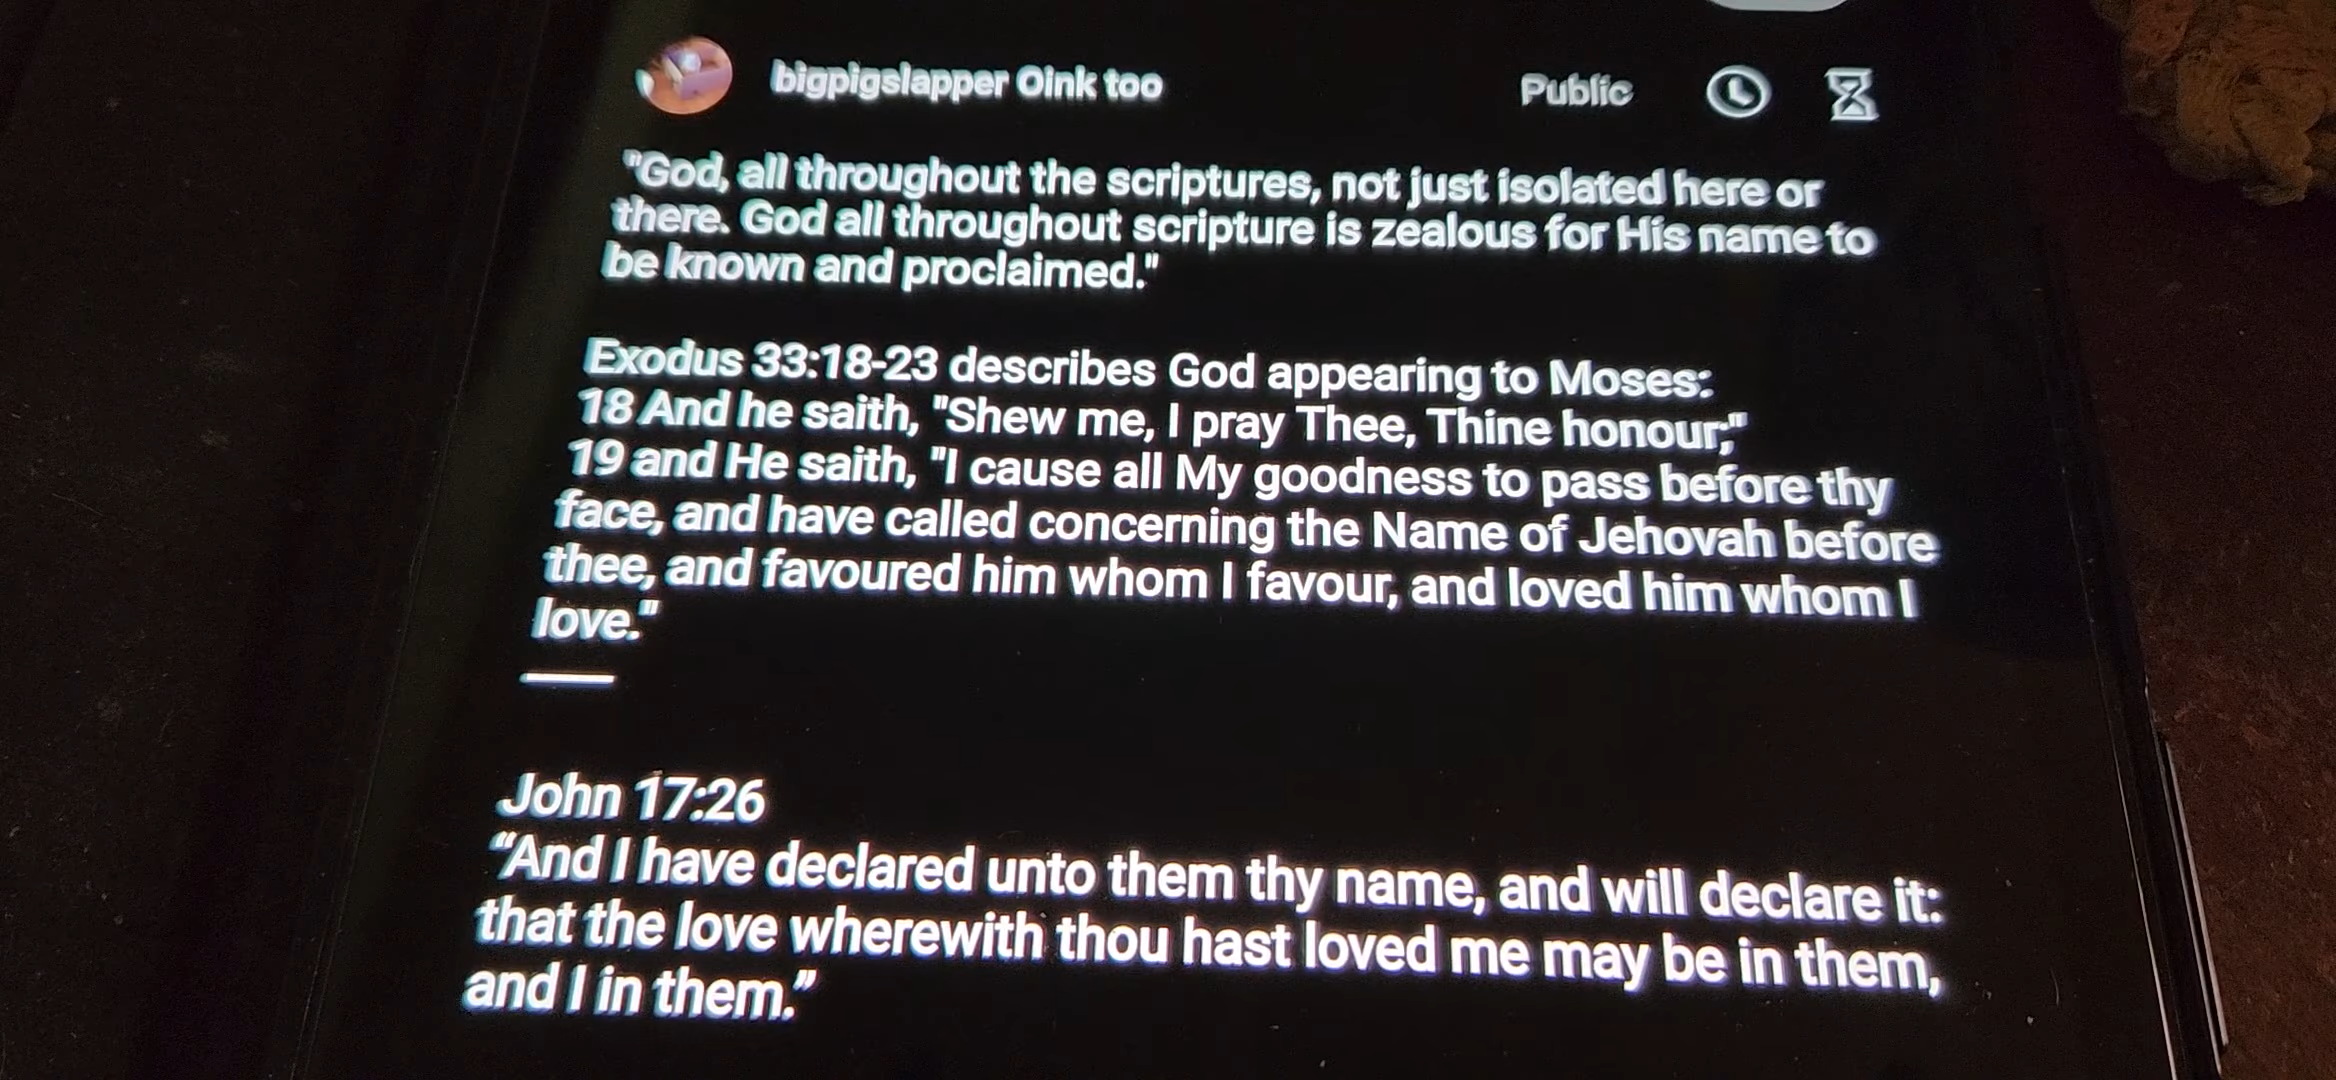 bigpigslapper Oink too
Public
"God, all throughout the scriptures, not just isolated here or
there. God all throughout scripture is zealous for His name to
be known and proclaimed."
Exodus 33:18-23 describes God appearing to Moses:
18 And he saith, "Shew me, I pray Thee, Thine honour;"
19 and He saith, "I cause all My goodness to pass before thy
face, and have called concerning the Name of Jehovah before
thee, and favoured him whom I favour, and loved him whom I
love."
John 17:26
“And I have declared unto them thy name, and will declare it:
that the love wherewith thou hast loved me may be in them,
and I in them.”